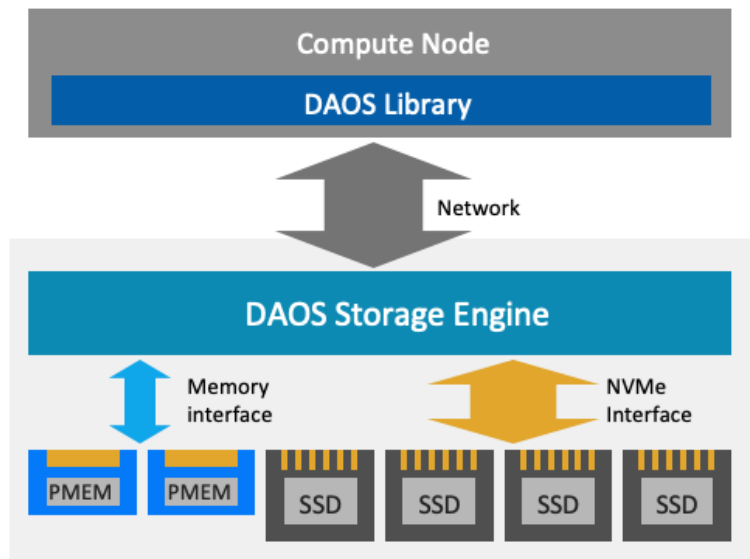 Compute Node
DAOS Library
Network
DAOS Storage Engine
Memory
interface
NVMe
Interface
PMEM
PMEM
SSD
SSD
SSD
SSD